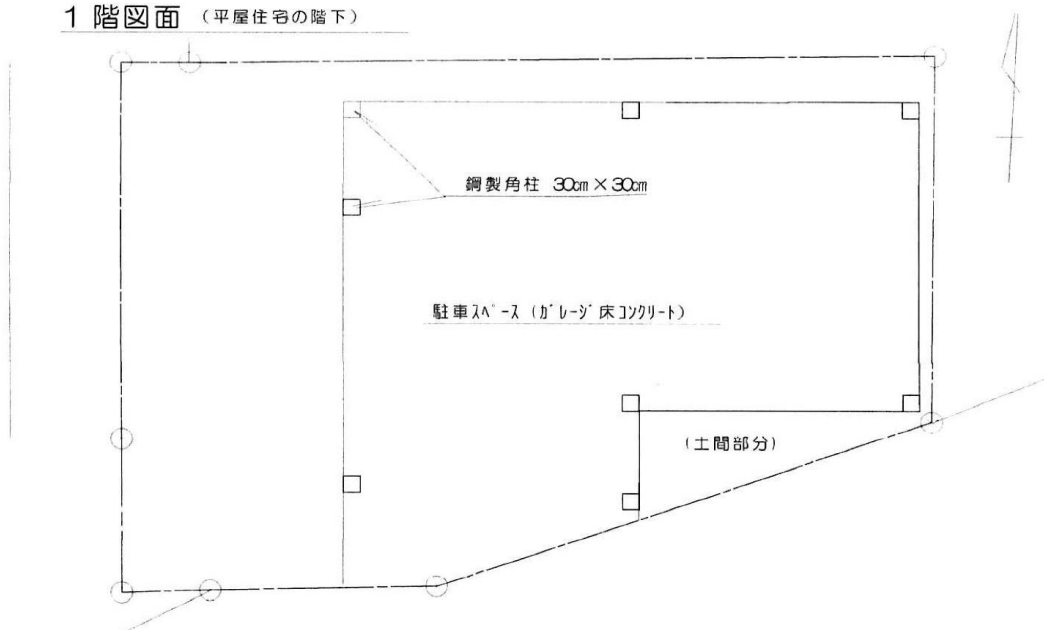 1階図面 (平屋住宅の階下)
鋼製角柱 30cm×30cm
駐車ｽﾍﾟｰｽ (ｶﾞﾚｰｼﾞ床ｺﾝｸﾘｰﾄ)
(土間部分)